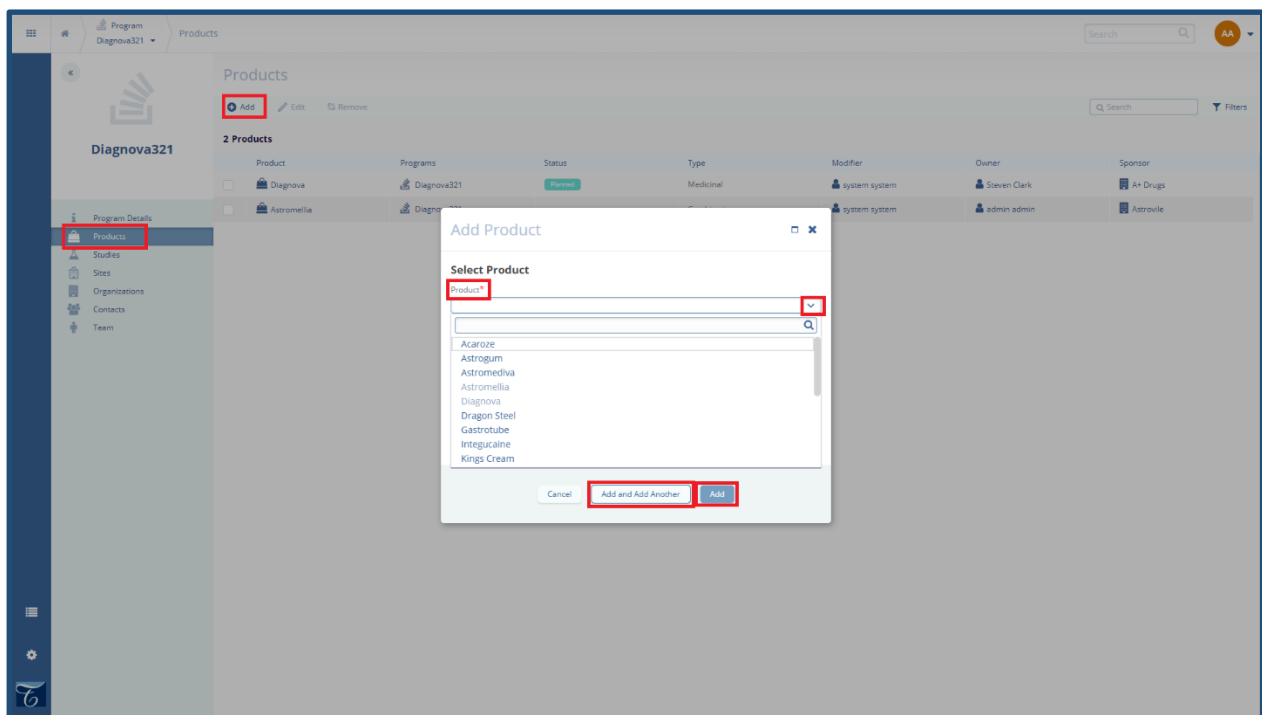 Program
Diagnova321
Products
Search
AA
Products
Add Edit Remove
Search
Filters
Diagnova321
2 Products
Product Programs Status Type Modifier Owner Sponsor
Diagnova Diagnova321 Planned Medicinal system system Steven Clark A+ Drugs
Astromellia system system admin admin Astrovile
Program Details
Products
Studies
Sites
Organizations
Contacts
Team
Add Product
Select Product
Product*
Acaroze
Astrogum
Astromediva
Astromellia
Diagnova
Dragon Steel
Gastrotube
Integucaine
Kings Cream
Cancel Add and Add Another Add